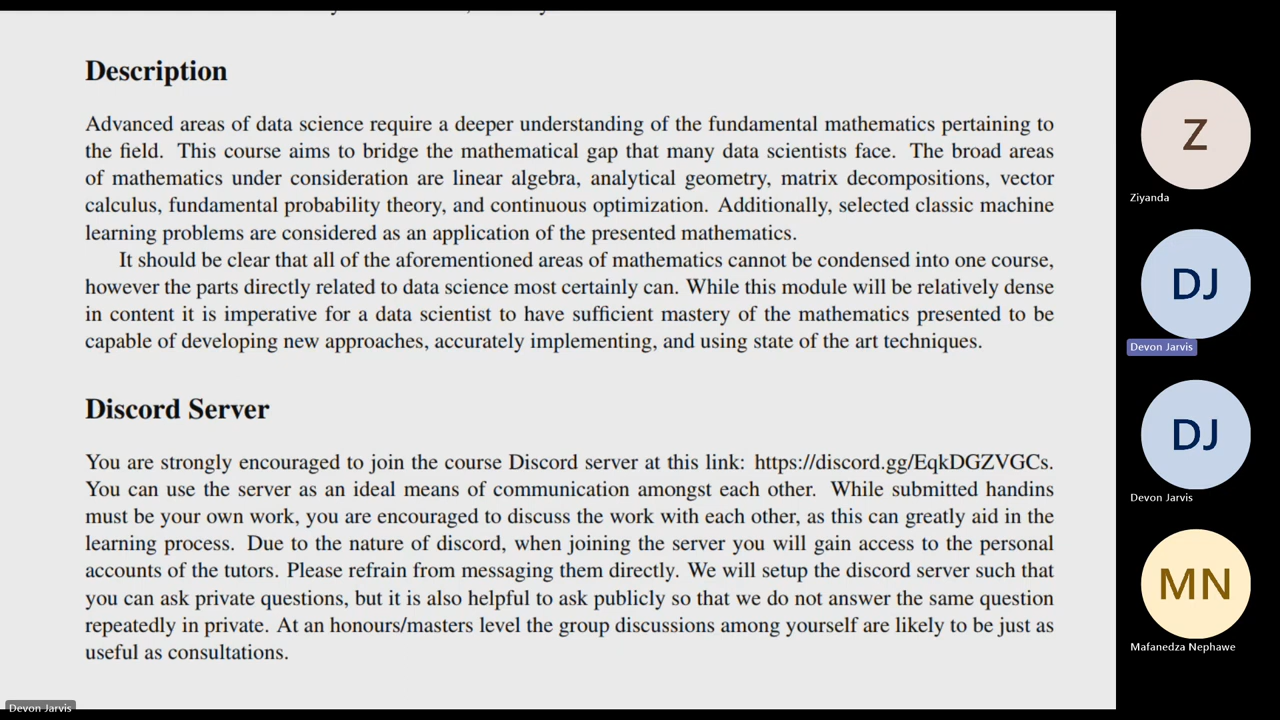 Description
Advanced areas of data science require a deeper understanding of the fundamental mathematics pertaining to
the field. This course aims to bridge the mathematical gap that many data scientists face. The broad areas
of mathematics under consideration are linear algebra, analytical geometry, matrix decompositions, vector
calculus, fundamental probability theory, and continuous optimization. Additionally, selected classic machine
learning problems are considered as an application of the presented mathematics.
It should be clear that all of the aforementioned areas of mathematics cannot be condensed into one course,
however the parts directly related to data science most certainly can. While this module will be relatively dense
in content it is imperative for a data scientist to have sufficient mastery of the mathematics presented to be
capable of developing new approaches, accurately implementing, and using state of the art techniques.
Discord Server
You are strongly encouraged to join the course Discord server at this link: https://discord.gg/EqkDGZVGCs.
You can use the server as an ideal means of communication amongst each other. While submitted handins
must be your own work, you are encouraged to discuss the work with each other, as this can greatly aid in the
learning process. Due to the nature of discord, when joining the server you will gain access to the personal
accounts of the tutors. Please refrain from messaging them directly. We will setup the discord server such that
you can ask private questions, but it is also helpful to ask publicly so that we do not answer the same question
repeatedly in private. At an honours/masters level the group discussions among yourself are likely to be just as
useful as consultations.
Devon Jarvis
Z
Ziyanda
DJ
Devon Jarvis
DJ
Devon Jarvis
MN
Mafanedza Nephawe